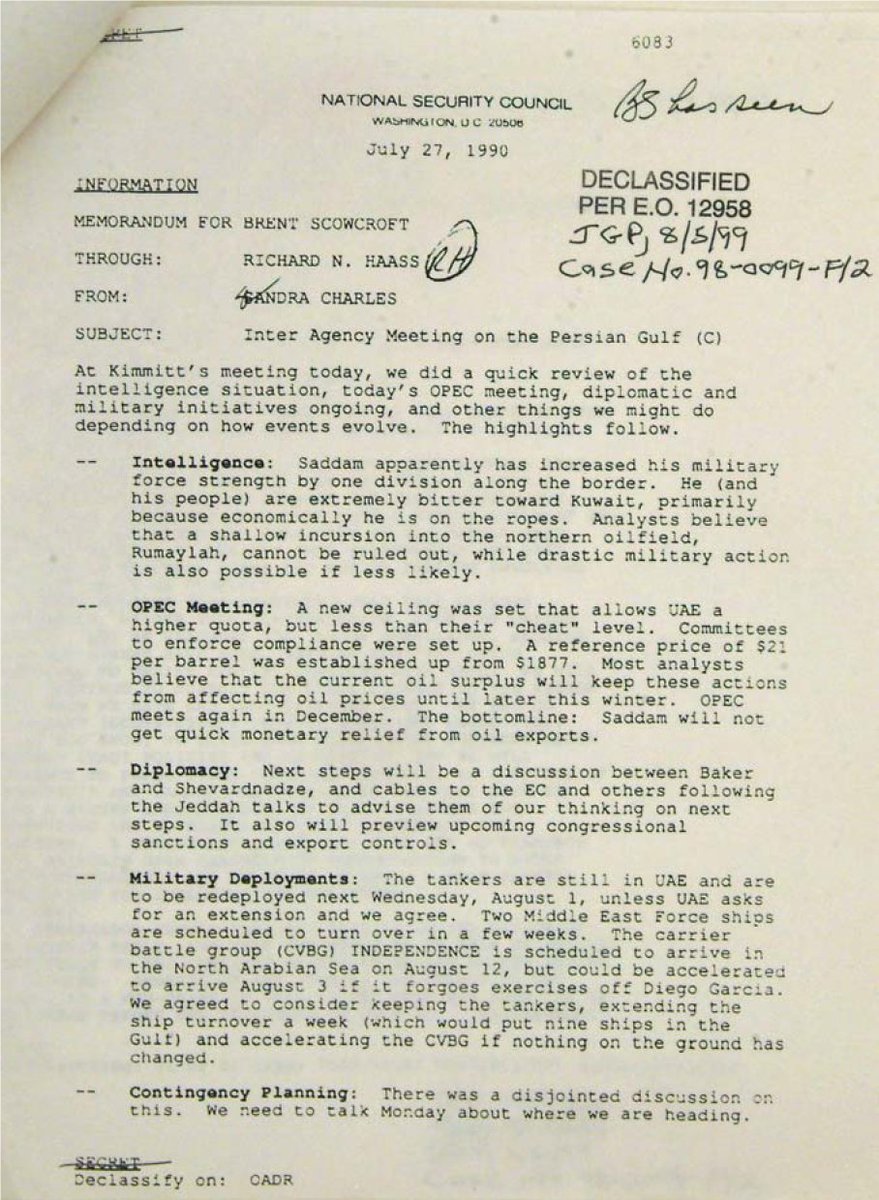 6083
NATIONAL SECURITY COUNCIL
WASHINGTON, D C 20506
BS has seen
July 27, 1990
INFORMATION
DECLASSIFIED
PER E.O. 12958
JGP, 8/5/99
Case No. 98-0099-F/2
MEMORANDUM FOR BRENT SCOWCROFT
THROUGH: RICHARD N. HAASS RH
FROM: SANDRA CHARLES
SUBJECT: Inter Agency Meeting on the Persian Gulf (C)
At Kimmitt's meeting today, we did a quick review of the
intelligence situation, today's OPEC meeting, diplomatic and
military initiatives ongoing, and other things we might do
depending on how events evolve. The highlights follow.
-- Intelligence: Saddam apparently has increased his military
force strength by one division along the border. He (and
his people) are extremely bitter toward Kuwait, primarily
because economically he is on the ropes. Analysts believe
that a shallow incursion into the northern oilfield,
Rumaylah, cannot be ruled out, while drastic military action
is also possible if less likely.
-- OPEC Meeting: A new ceiling was set that allows UAE a
higher quota, but less than their "cheat" level. Committees
to enforce compliance were set up. A reference price of $21
per barrel was established up from $1877. Most analysts
believe that the current oil surplus will keep these actions
from affecting oil prices until later this winter. OPEC
meets again in December. The bottomline: Saddam will not
get quick monetary relief from oil exports.
-- Diplomacy: Next steps will be a discussion between Baker
and Shevardnadze, and cables to the EC and others following
the Jeddah talks to advise them of our thinking on next
steps. It also will preview upcoming congressional
sanctions and export controls.
-- Military Deployments: The tankers are still in UAE and are
to be redeployed next Wednesday, August 1, unless UAE asks
for an extension and we agree. Two Middle East Force ships
are scheduled to turn over in a few weeks. The carrier
battle group (CVBG) INDEPENDENCE is scheduled to arrive in
the North Arabian Sea on August 12, but could be accelerated
to arrive August 3 if it forgoes exercises off Diego Garcia.
We agreed to consider keeping the tankers, extending the
ship turnover a week (which would put nine ships in the
Gulf) and accelerating the CVBG if nothing on the ground has
changed.
-- Contingency Planning: There was a disjointed discussion on
this. We need to talk Monday about where we are heading.
SECRET
Declassify on: OADR